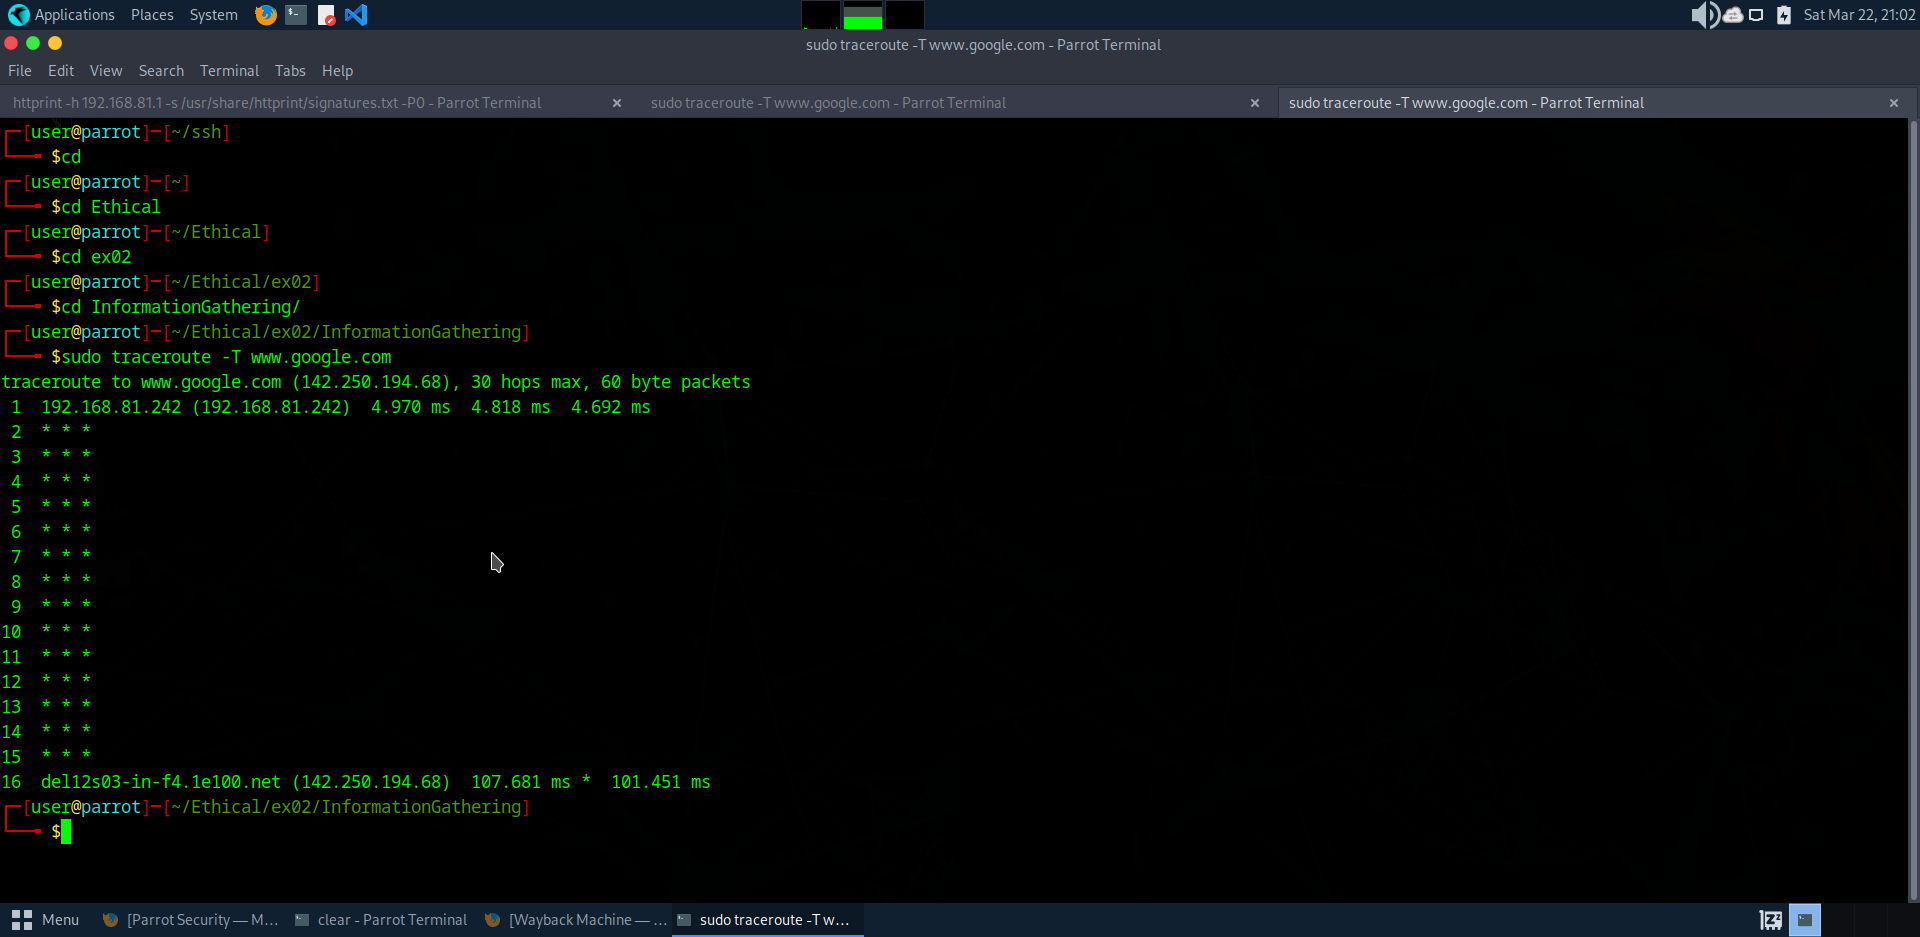 Applications Places System Sat Mar 22, 21:02
sudo traceroute -T www.google.com - Parrot Terminal
File Edit View Search Terminal Tabs Help
httprint -h 192.168.81.1 -s /usr/share/httprint/signatures.txt -P0 - Parrot Terminal × sudo traceroute -T www.google.com - Parrot Terminal × sudo traceroute -T www.google.com - Parrot Terminal ×
┌─[user@parrot]─[~/ssh]
└──╼ $cd
┌─[user@parrot]─[~]
└──╼ $cd Ethical
┌─[user@parrot]─[~/Ethical]
└──╼ $cd ex02
┌─[user@parrot]─[~/Ethical/ex02]
└──╼ $cd InformationGathering/
┌─[user@parrot]─[~/Ethical/ex02/InformationGathering]
└──╼ $sudo traceroute -T www.google.com
traceroute to www.google.com (142.250.194.68), 30 hops max, 60 byte packets
 1  192.168.81.242 (192.168.81.242)  4.970 ms  4.818 ms  4.692 ms
 2  * * *
 3  * * *
 4  * * *
 5  * * *
 6  * * *
 7  * * *
 8  * * *
 9  * * *
10  * * *
11  * * *
12  * * *
13  * * *
14  * * *
15  * * *
16  del12s03-in-f4.1e100.net (142.250.194.68)  107.681 ms *  101.451 ms
┌─[user@parrot]─[~/Ethical/ex02/InformationGathering]
└──╼ $
Menu [Parrot Security — M... clear - Parrot Terminal [Wayback Machine — ... sudo traceroute -T w...